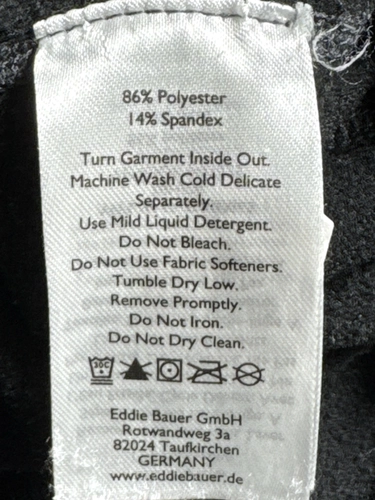 86% Polyester
14% Spandex
Turn Garment Inside Out.
Machine Wash Cold Delicate
Separately.
Use Mild Liquid Detergent.
Do Not Bleach.
Do Not Use Fabric Softeners.
Tumble Dry Low.
Remove Promptly.
Do Not Iron.
Do Not Dry Clean.
30C
Eddie Bauer GmbH
Rotwandweg 3a
82024 Taufkirchen
GERMANY
www.eddiebauer.de